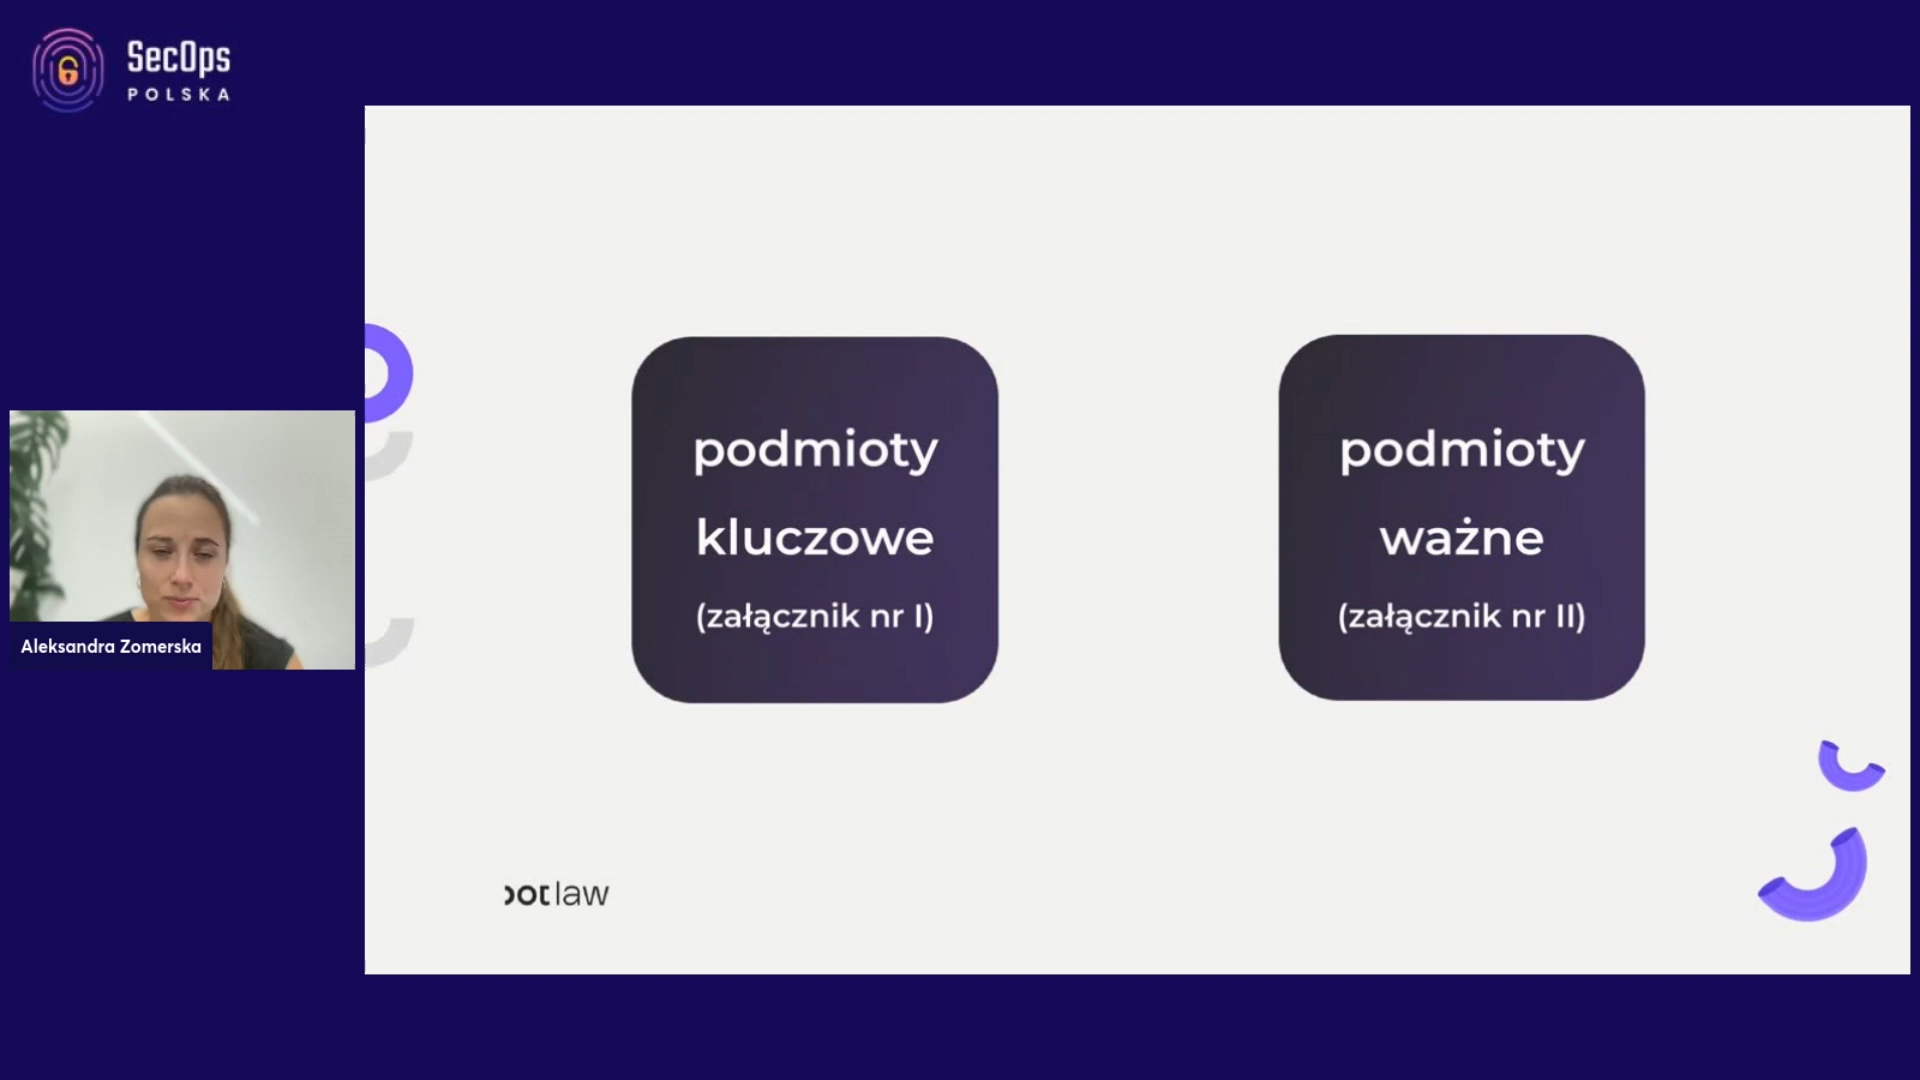 SecOps
POLSKA
podmioty
kluczowe
(załącznik nr I)
podmioty
ważne
(załącznik nr II)
Aleksandra Zomerska
law